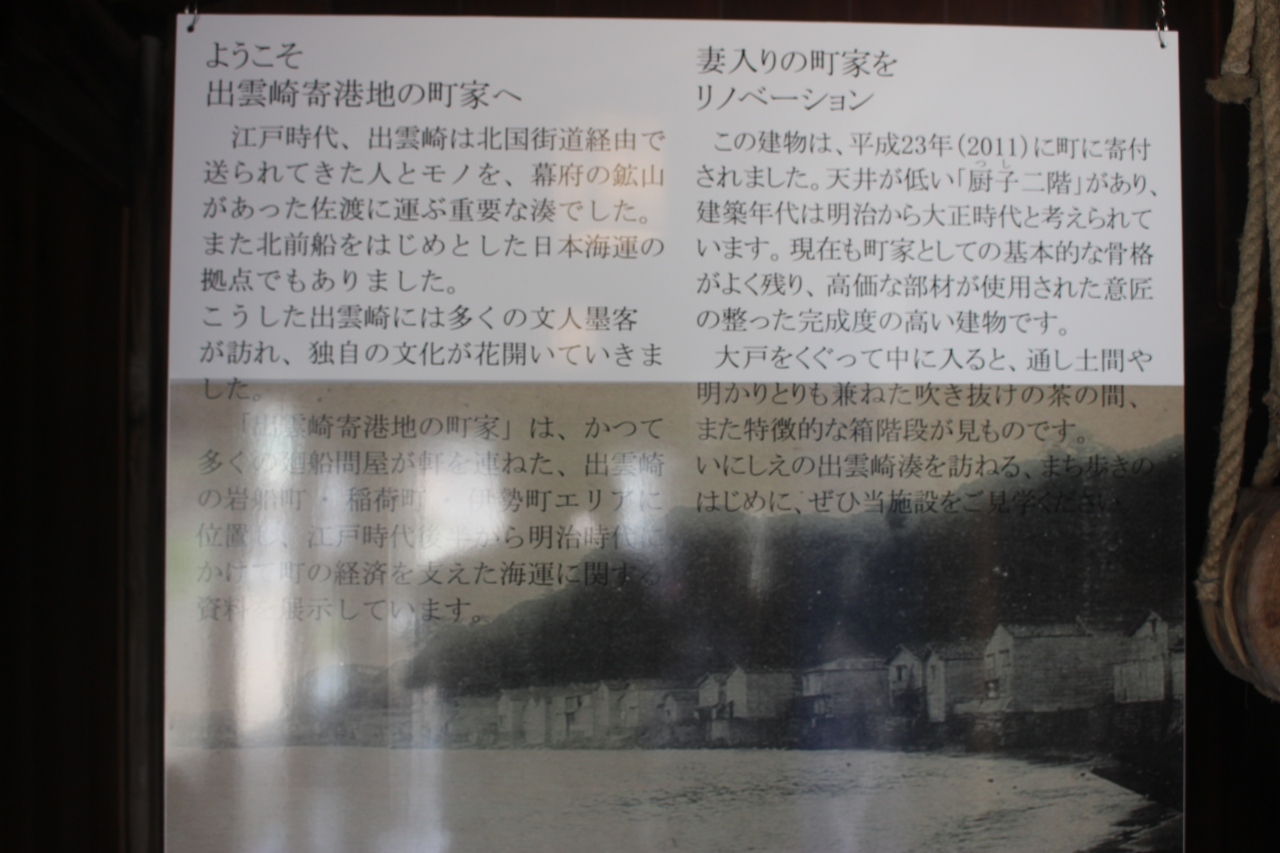 ようこそ
出雲崎寄港地の町家へ
江戸時代、出雲崎は北国街道経由で
送られてきた人とモノを、幕府の鉱山
があった佐渡に運ぶ重要な湊でした。
また北前船をはじめとした日本海運の
拠点でもありました。
こうした出雲崎には多くの文人墨客
が訪れ、独自の文化が花開いていきま
した。
「出雲崎寄港地の町家」は、かつて
多くの廻船問屋が軒を連ねた、出雲崎
の岩船町・稲荷町・伊勢町エリアに
位置し、江戸時代後半から明治時代に
かけて町の経済を支えた海運に関する
資料を展示しています。
妻入りの町家を
リノベーション
この建物は、平成23年(2011)に町に寄付
つし
されました。天井が低い「厨子二階」があり、
建築年代は明治から大正時代と考えられて
います。現在も町家としての基本的な骨格
がよく残り、高価な部材が使用された意匠
の整った完成度の高い建物です。
大戸をくぐって中に入ると、通し土間や
明かりとりも兼ねた吹き抜けの茶の間、
また特徴的な箱階段が見ものです。
いにしえの出雲崎湊を訪ねる、まち歩きの
はじめに、ぜひ当施設をご見学ください